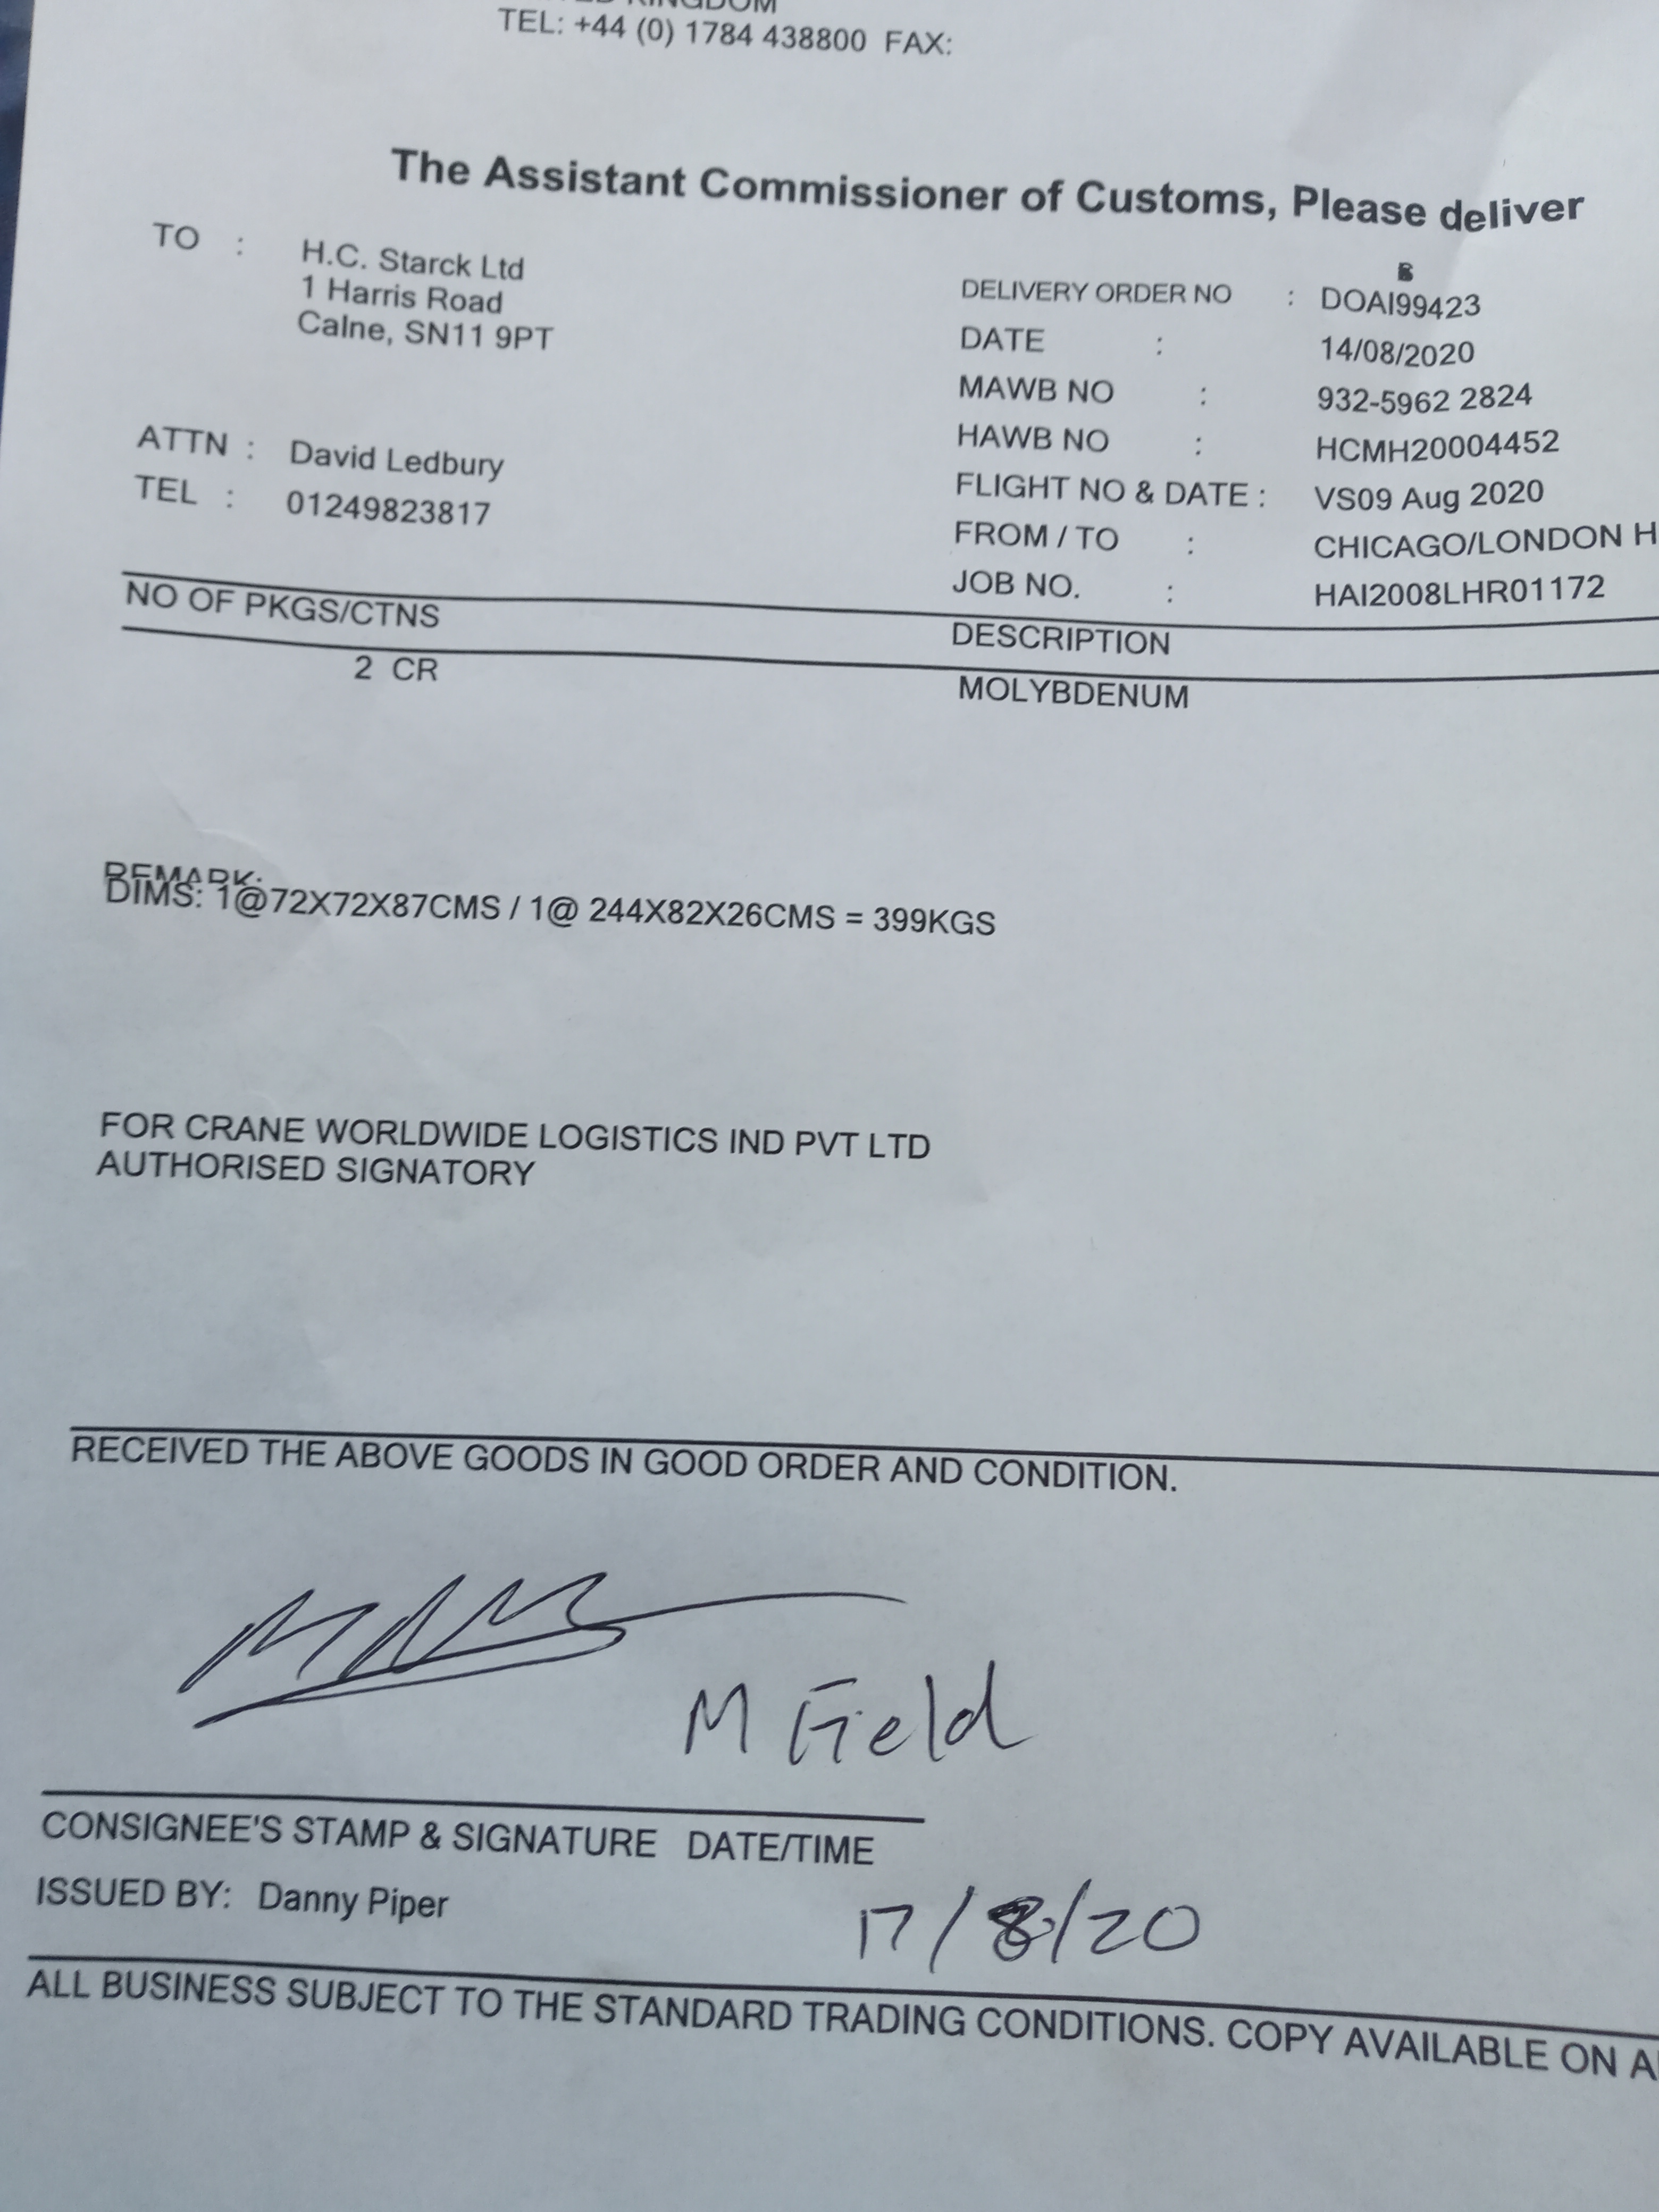 KINGDOM
TEL: +44 (0) 1784 438800 FAX:
The Assistant Commissioner of Customs, Please deliver
TO : H.C. Starck Ltd
1 Harris Road
Calne, SN11 9PT
ATTN : David Ledbury
TEL : 01249823817
DELIVERY ORDER NO : DOAI99423
DATE : 14/08/2020
MAWB NO : 932-5962 2824
HAWB NO : HCMH20004452
FLIGHT NO & DATE : VS09 Aug 2020
FROM / TO : CHICAGO/LONDON H
JOB NO. : HAI2008LHR01172
NO OF PKGS/CTNS DESCRIPTION
2 CR MOLYBDENUM
REMARK:
DIMS: 1@72X72X87CMS / 1@ 244X82X26CMS = 399KGS
FOR CRANE WORLDWIDE LOGISTICS IND PVT LTD
AUTHORISED SIGNATORY
RECEIVED THE ABOVE GOODS IN GOOD ORDER AND CONDITION.
M Field
CONSIGNEE'S STAMP & SIGNATURE DATE/TIME
ISSUED BY: Danny Piper
17/8/20
ALL BUSINESS SUBJECT TO THE STANDARD TRADING CONDITIONS. COPY AVAILABLE ON A